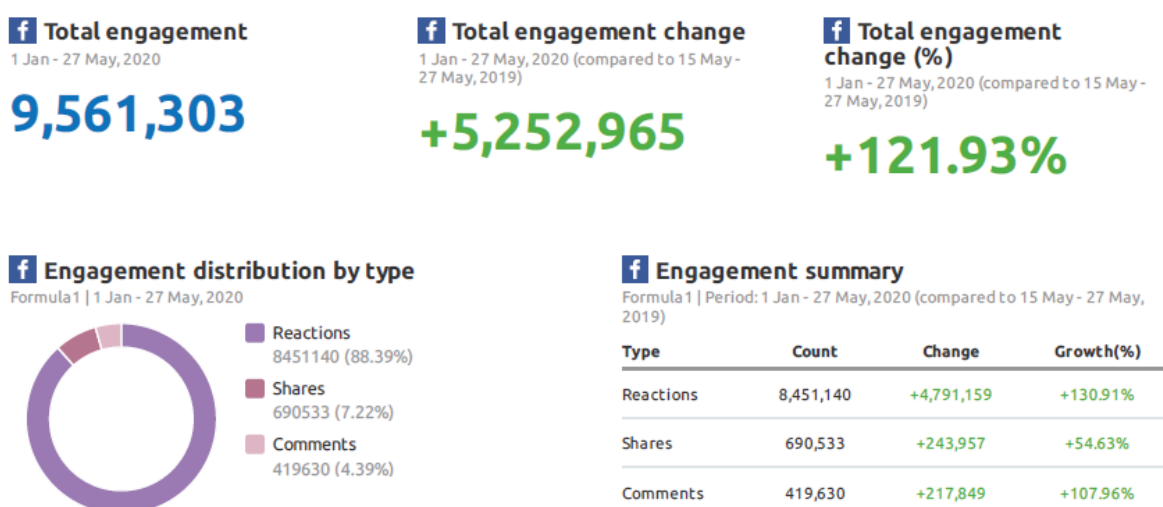 Total engagement
1 Jan - 27 May, 2020
9,561,303
Total engagement change
1 Jan - 27 May, 2020 (compared to 15 May -
27 May, 2019)
+5,252,965
Total engagement
change (%)
1 Jan - 27 May, 2020 (compared to 15 May -
27 May, 2019)
+121.93%
Engagement distribution by type
Formula1 | 1 Jan - 27 May, 2020
Reactions
8451140 (88.39%)
Shares
690533 (7.22%)
Comments
419630 (4.39%)
Engagement summary
Formula1 | Period: 1 Jan - 27 May, 2020 (compared to 15 May - 27 May,
2019)
Type Count Change Growth(%)
Reactions 8,451,140 +4,791,159 +130.91%
Shares 690,533 +243,957 +54.63%
Comments 419,630 +217,849 +107.96%